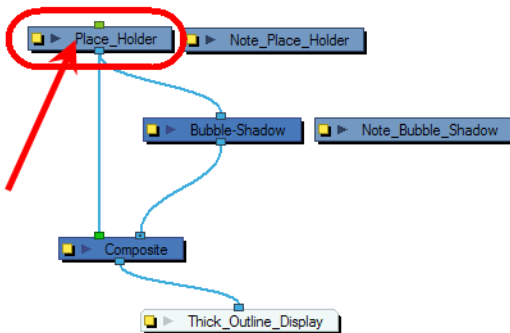 Place_Holder
Note_Place_Holder
Bubble-Shadow
Note_Bubble_Shadow
Composite
Thick_Outline_Display